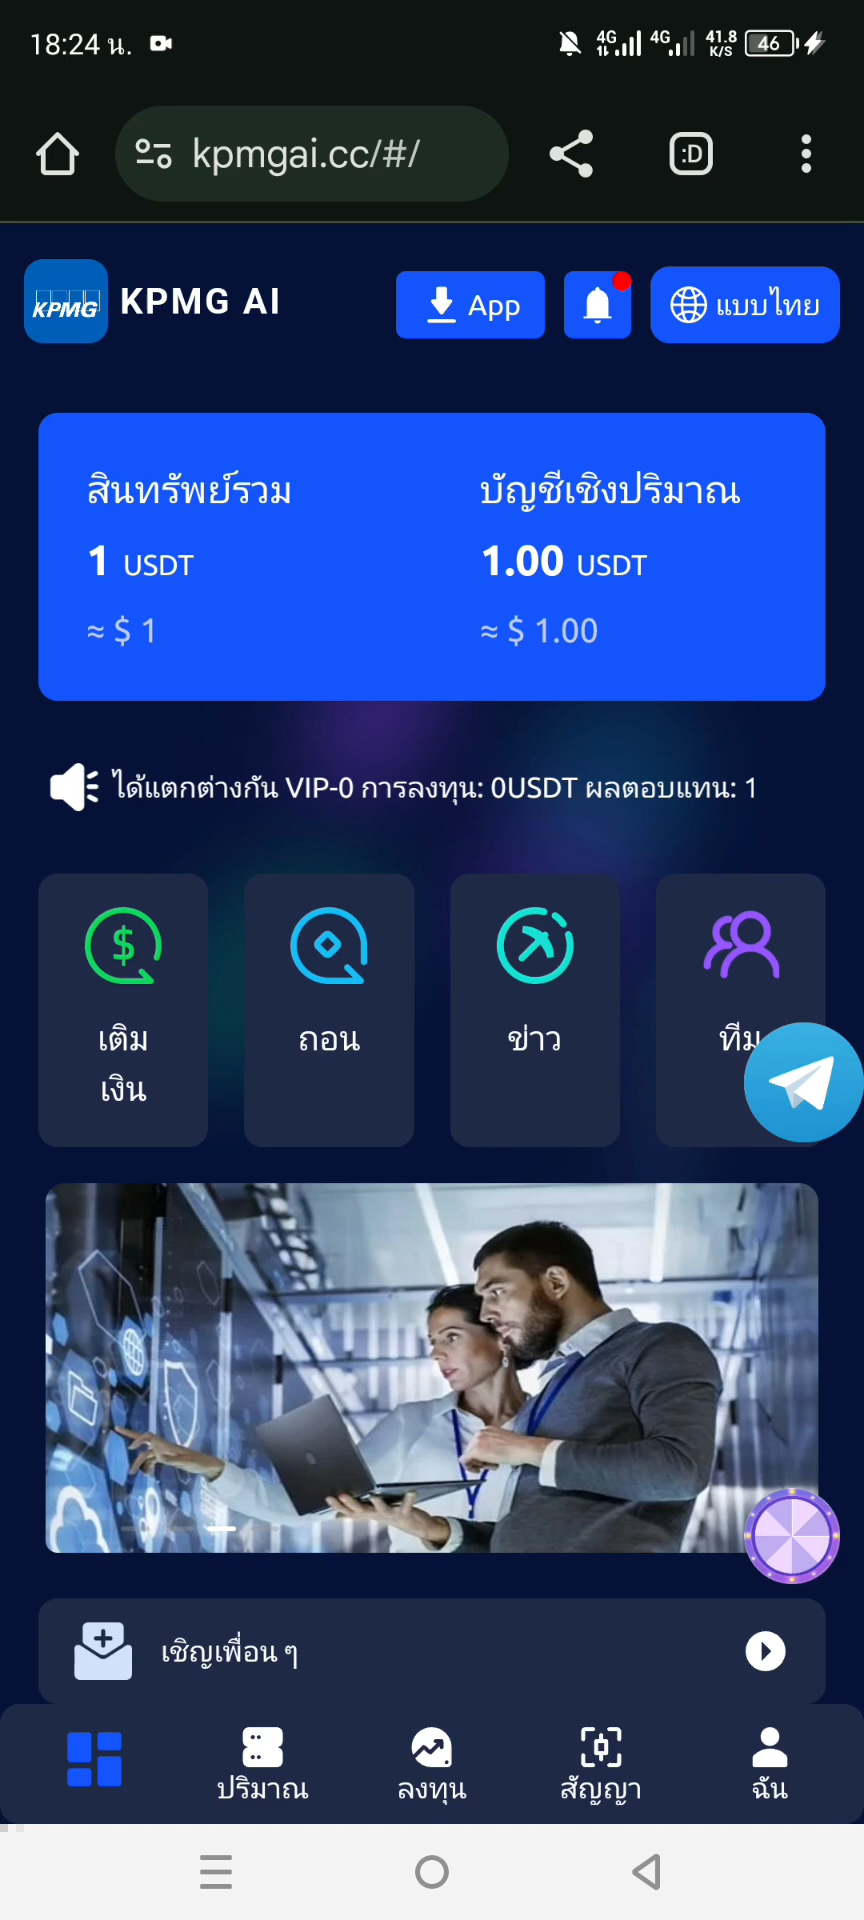 18:24 น.
4G 4G 41.8 K/S 46
kpmgai.cc/#/
:D
KPMG
KPMG AI
App
แบบไทย
สินทรัพย์รวม
บัญชีเชิงปริมาณ
1 USDT
1.00 USDT
≈ $ 1
≈ $ 1.00
ได้แตกต่างกัน VIP-0 การลงทุน: 0USDT ผลตอบแทน: 1
เติม
เงิน
ถอน
ข่าว
ทีม
เชิญเพื่อน ๆ
ปริมาณ
ลงทุน
สัญญา
ฉัน